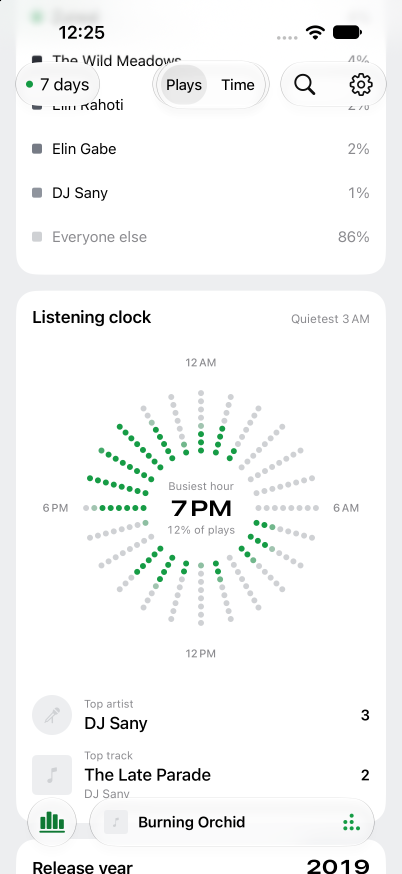 12:25
The Wild Meadows 4%
7 days
Plays
Time
Elin Rahoti 2%
Elin Gabe 2%
DJ Sany 1%
Everyone else 86%
Listening clock
Quietest 3 AM
12 AM
6 PM
Busiest hour
7 PM
12% of plays
6 AM
12 PM
Top artist
DJ Sany 3
Top track
The Late Parade 2
DJ Sany
Burning Orchid
Release year 2019